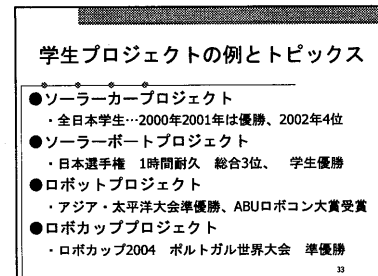 学生プロジェクトの例とトピックス
●ソーラーカープロジェクト
・全日本学生…2000年2001年は優勝、2002年4位
●ソーラーボートプロジェクト
・日本選手権 1時間耐久 総合3位、 学生優勝
●ロボットプロジェクト
・アジア・太平洋大会準優勝、ABUロボコン大賞受賞
●ロボカッププロジェクト
・ロボカップ2004 ポルトガル世界大会 準優勝
33